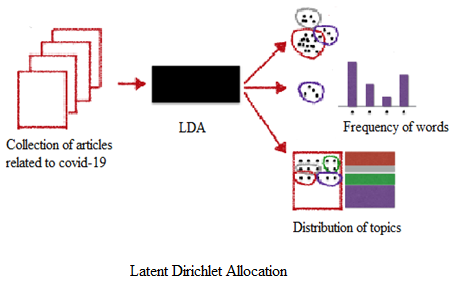 Collection of articles
related to covid-19
LDA
Frequency of words
Distribution of topics
Latent Dirichlet Allocation